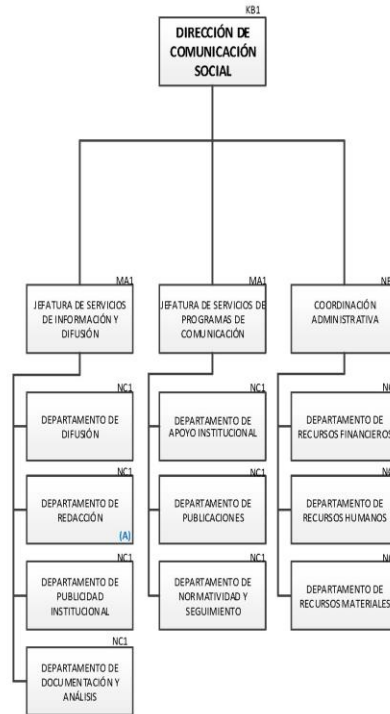 KB1
DIRECCIÓN DE
COMUNICACIÓN
SOCIAL
MA1
JEFATURA DE SERVICIOS
DE INFORMACIÓN Y
DIFUSIÓN
NC1
DEPARTAMENTO DE
DIFUSIÓN
NC1
DEPARTAMENTO DE
REDACCIÓN
(A)
NC1
DEPARTAMENTO DE
PUBLICIDAD
INSTITUCIONAL
NC1
DEPARTAMENTO DE
DOCUMENTACIÓN Y
ANÁLISIS
MA1
JEFATURA DE SERVICIOS DE
PROGRAMAS DE
COMUNICACIÓN
NC1
DEPARTAMENTO DE
APOYO INSTITUCIONAL
NC1
DEPARTAMENTO DE
PUBLICACIONES
NC1
DEPARTAMENTO DE
NORMATIVIDAD Y
SEGUIMIENTO
COORDINACIÓN
ADMINISTRATIVA
DEPARTAMENTO DE
RECURSOS FINANCIEROS
DEPARTAMENTO DE
RECURSOS HUMANOS
DEPARTAMENTO DE
RECURSOS MATERIALES